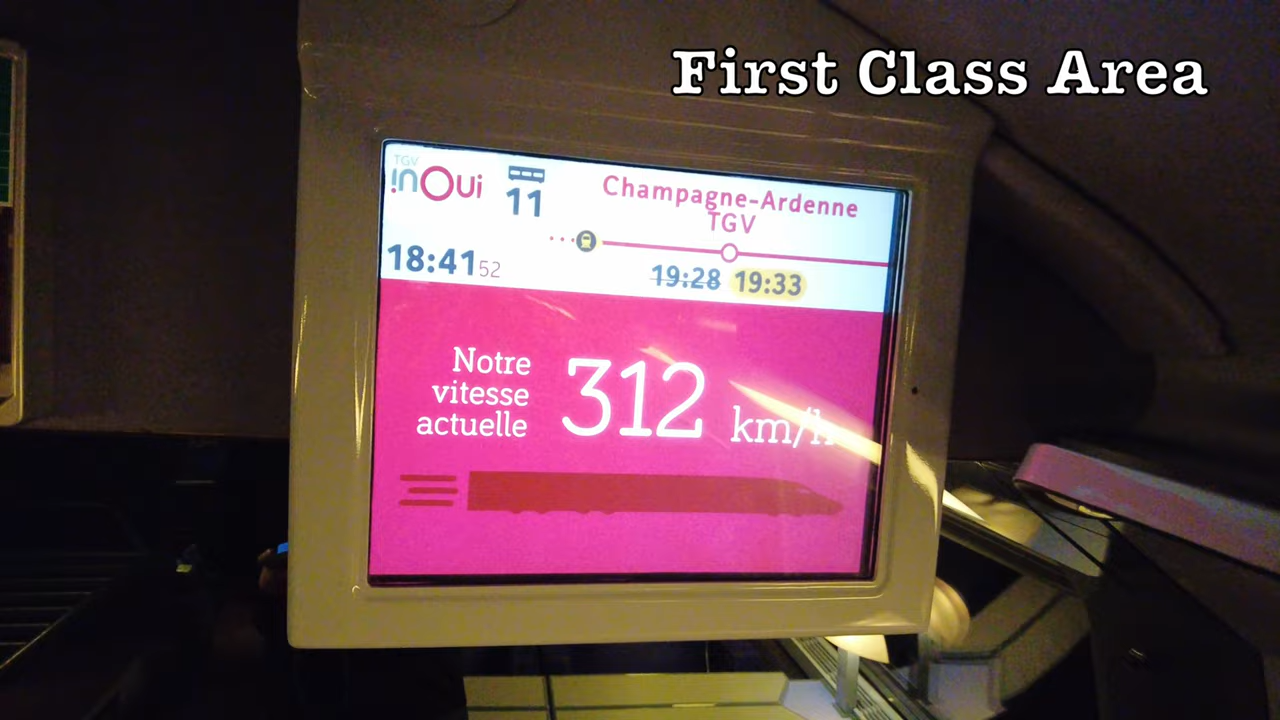 First Class Area
TGV
inOui
11
Champagne-Ardenne
TGV
18:41 52
19:28 19:33
Notre
vitesse
actuelle
312 km/h